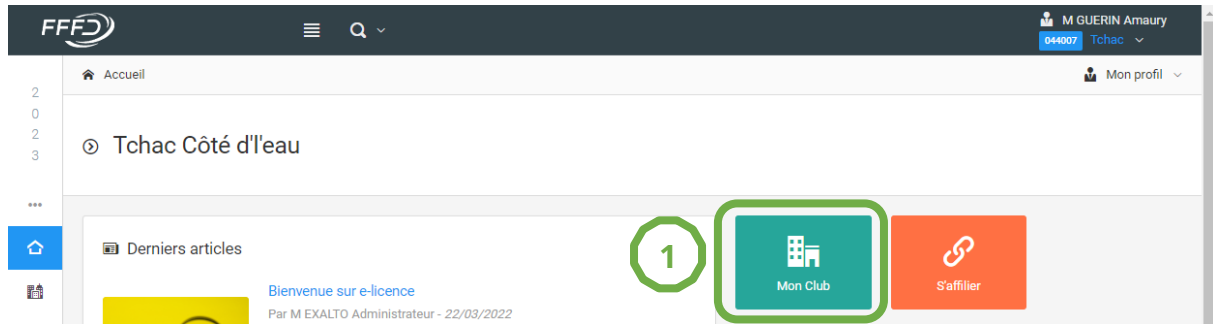 FFFD
M GUERIN Amaury
044007 Tchac
Accueil
Mon profil
2
0
2
3
Tchac Côté d'l'eau
Derniers articles
1
Mon Club
S'affilier
Bienvenue sur e-licence
Par M EXALTO Administrateur - 22/03/2022